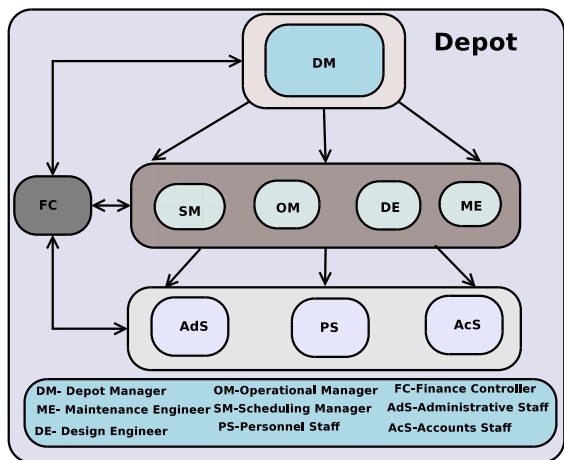 Depot
DM
FC
SM
OM
DE
ME
AdS
PS
AcS
DM- Depot Manager
OM-Operational Manager
FC-Finance Controller
ME- Maintenance Engineer
SM-Scheduling Manager
AdS-Administrative Staff
DE- Design Engineer
PS-Personnel Staff
AcS-Accounts Staff